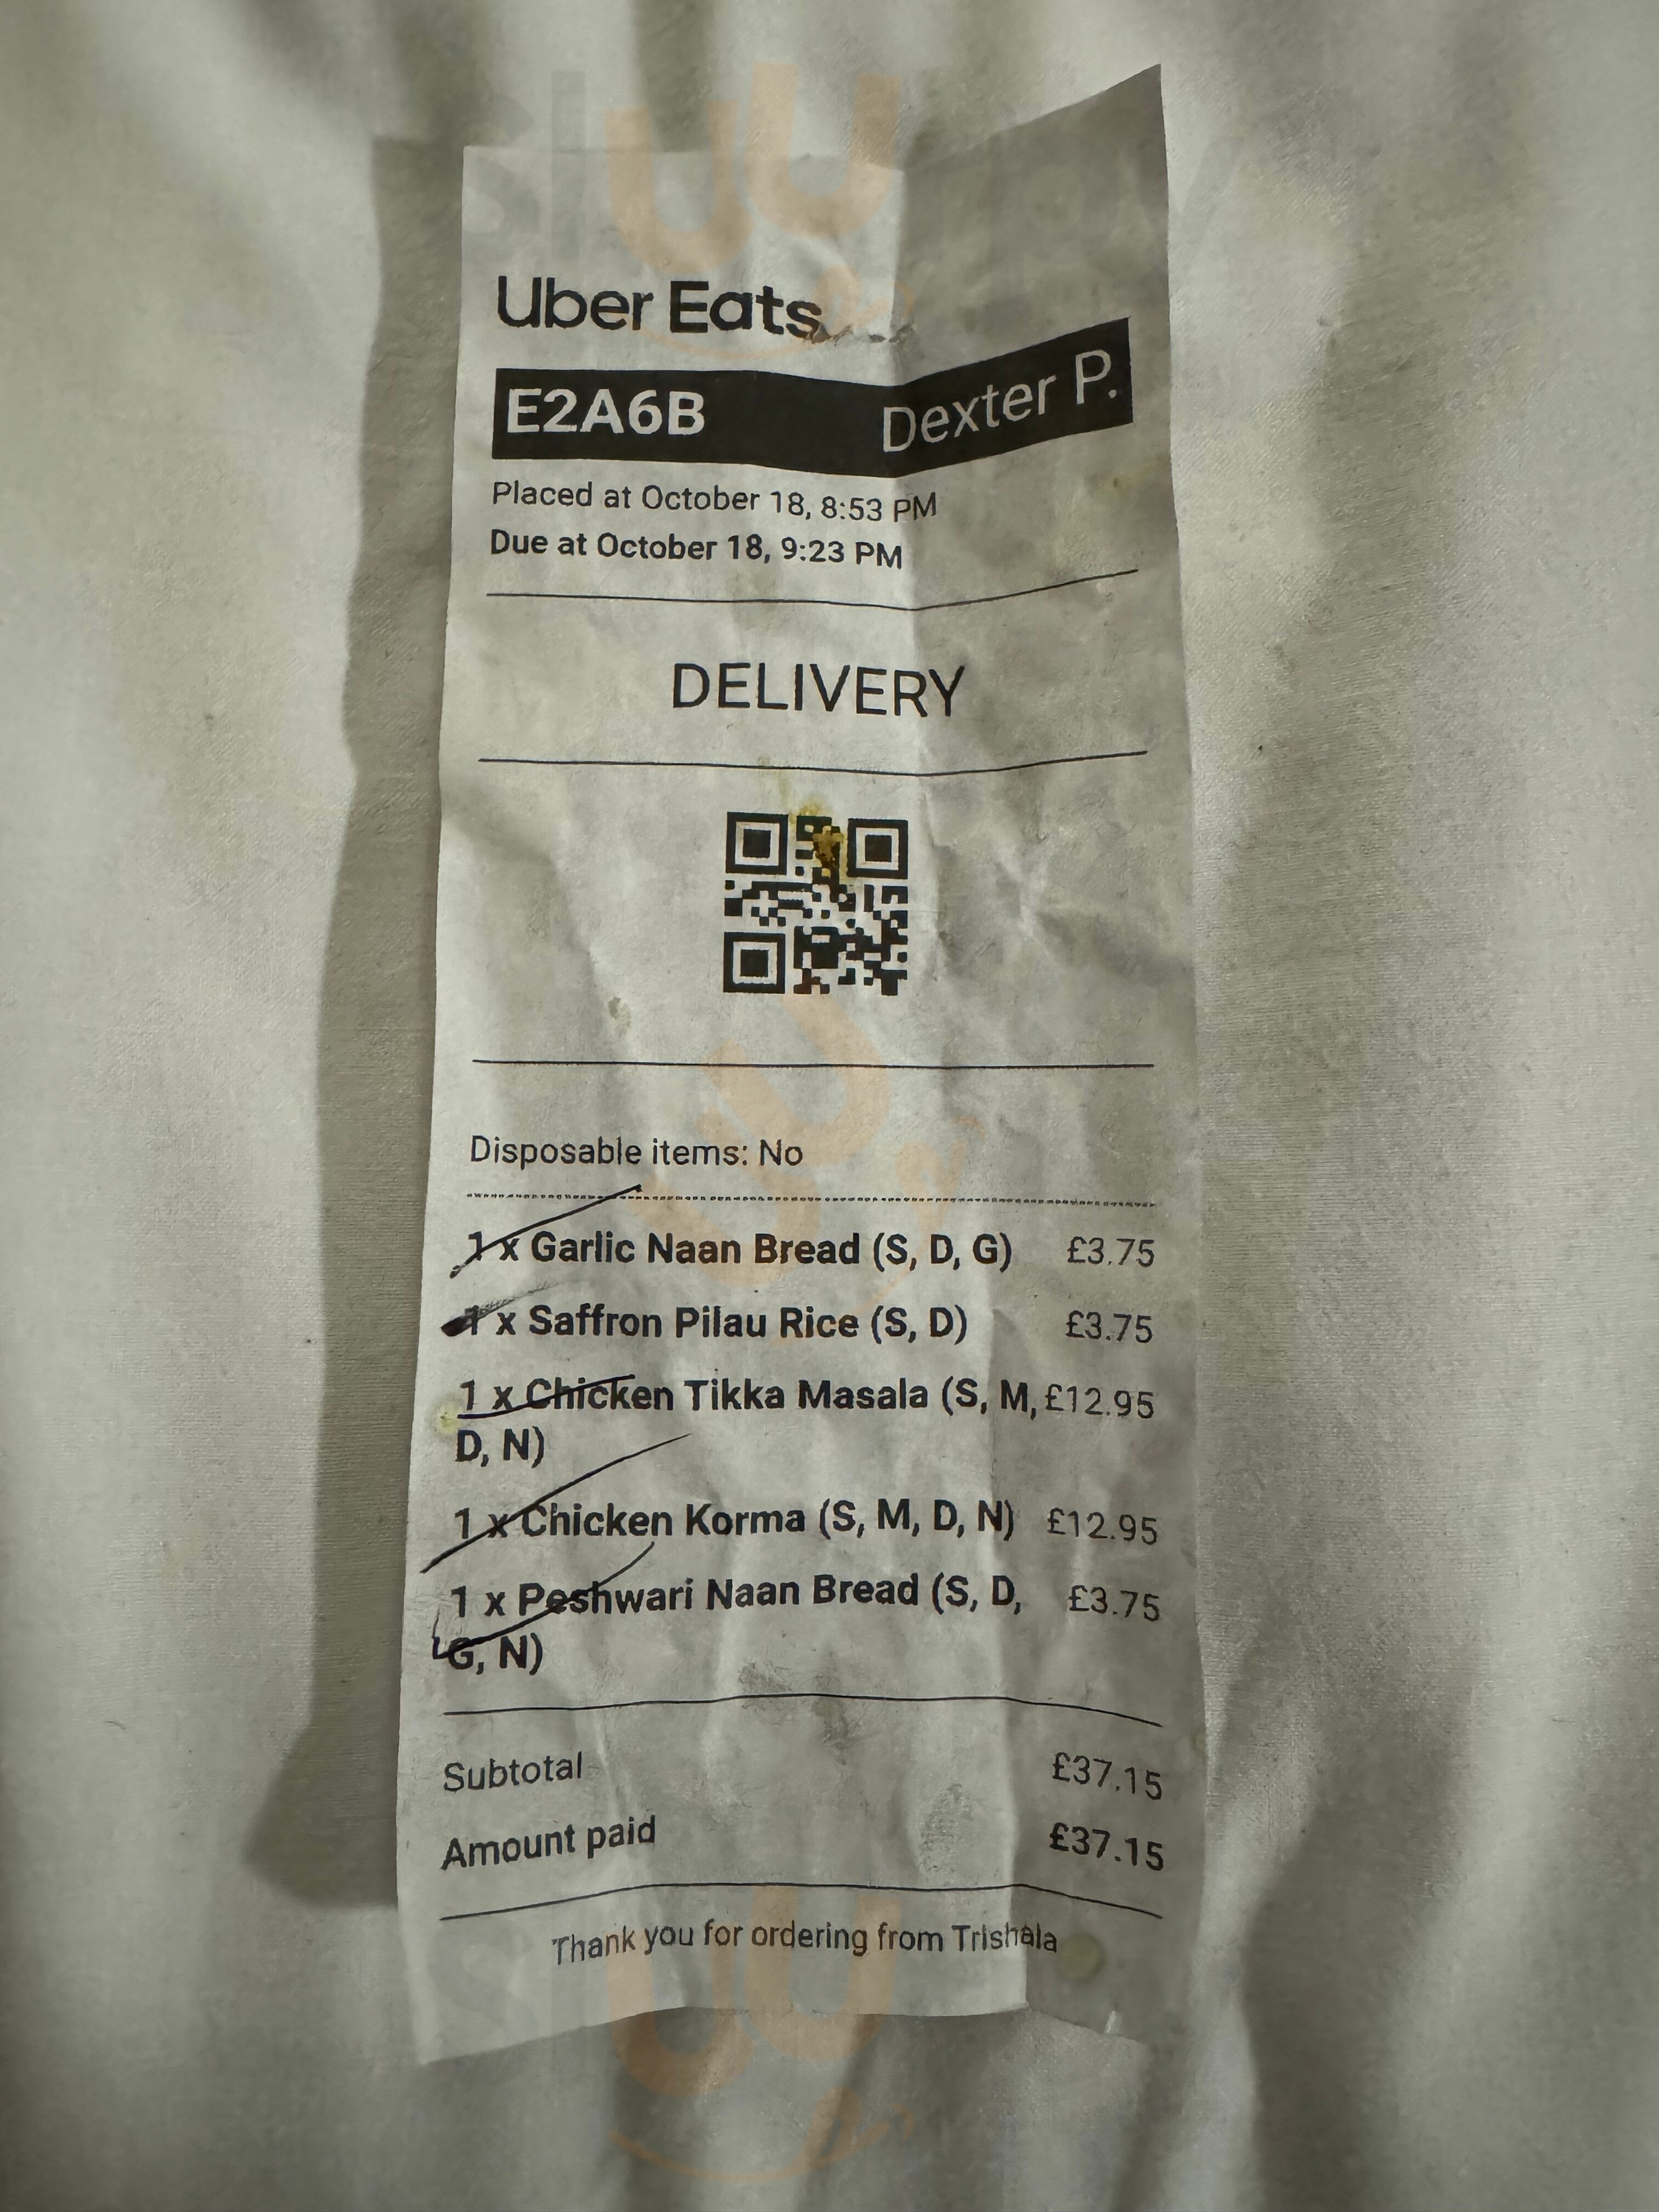 Uber Eats
E2A6B Dexter P.
Placed at October 18, 8:53 PM
Due at October 18, 9:23 PM
DELIVERY
Disposable items: No
1 x Garlic Naan Bread (S, D, G) £3.75
1 x Saffron Pilau Rice (S, D) £3.75
1 x Chicken Tikka Masala (S, M, £12.95
D, N)
1 x Chicken Korma (S, M, D, N) £12.95
1 x Peshwari Naan Bread (S, D, £3.75
G, N)
Subtotal £37.15
Amount paid £37.15
Thank you for ordering from Trishala